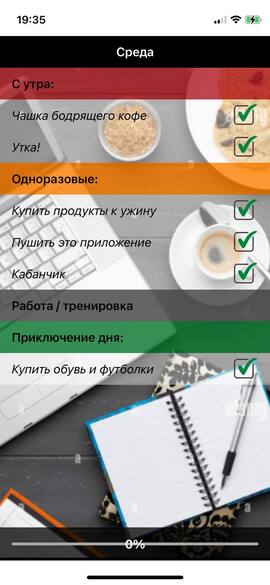 19:35
Среда
С утра:
Чашка бодрящего кофе
Утка!
Одноразовые:
Купить продукты к ужину
Пушить это приложение
Кабанчик
Работа / тренировка
Приключение дня:
Купить обувь и футболки
0%